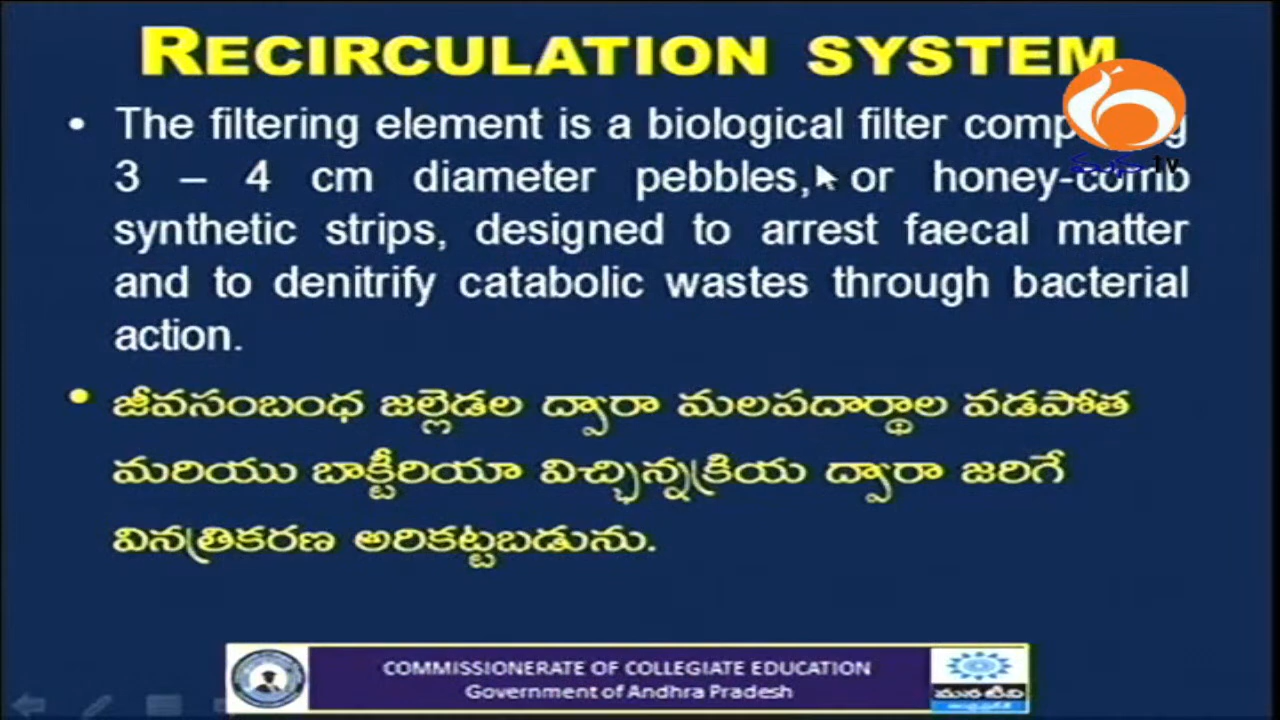 RECIRCULATION SYSTEM
• The filtering element is a biological filter
3 – 4 cm diameter pebbles, or honey-comb
synthetic strips, designed to arrest faecal matter
and to denitrify catabolic wastes through bacterial
action.
• జీవసంబంధ జల్లెడల ద్వారా మలపదార్థాల వడపోత
మరియు బాక్టీరియా విచ్ఛిన్నక్రియ ద్వారా జరిగే
వినత్రికరణ అరికట్టబడును.
tv
COMMISSIONERATE OF COLLEGIATE EDUCATION
Government of Andhra Pradesh